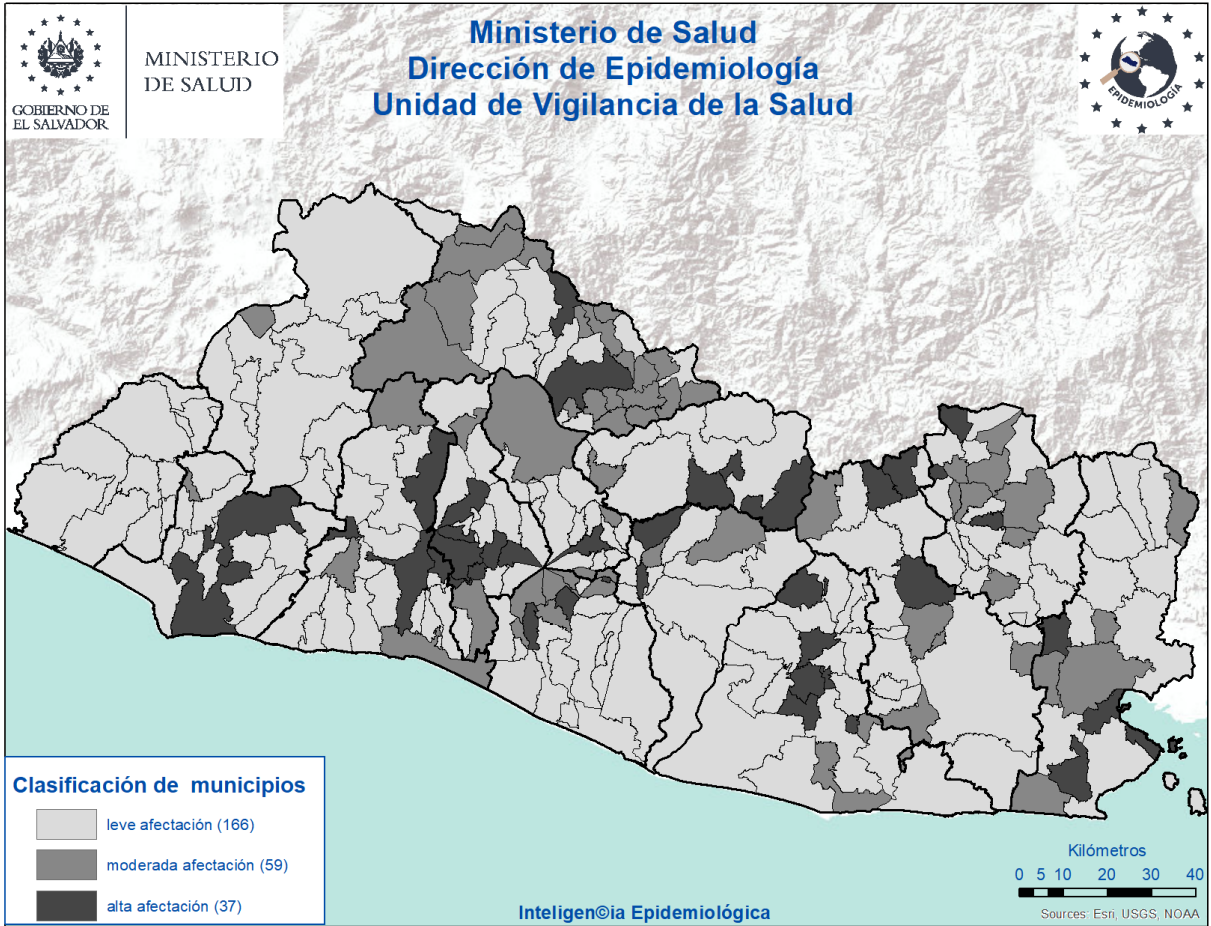 GOBIERNO DE
EL SALVADOR
MINISTERIO
DE SALUD
Ministerio de Salud
Dirección de Epidemiología
Unidad de Vigilancia de la Salud
EPIDEMIOLOGÍA
Clasificación de municipios
leve afectación (166)
moderada afectación (59)
alta afectación (37)
Inteligen©ia Epidemiológica
Kilómetros
0 5 10 20 30 40
Sources: Esri, USGS, NOAA